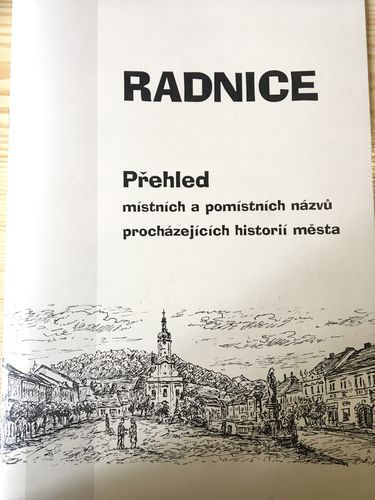 RADNICE
Přehled
místních a pomístních názvů
procházejících historií města